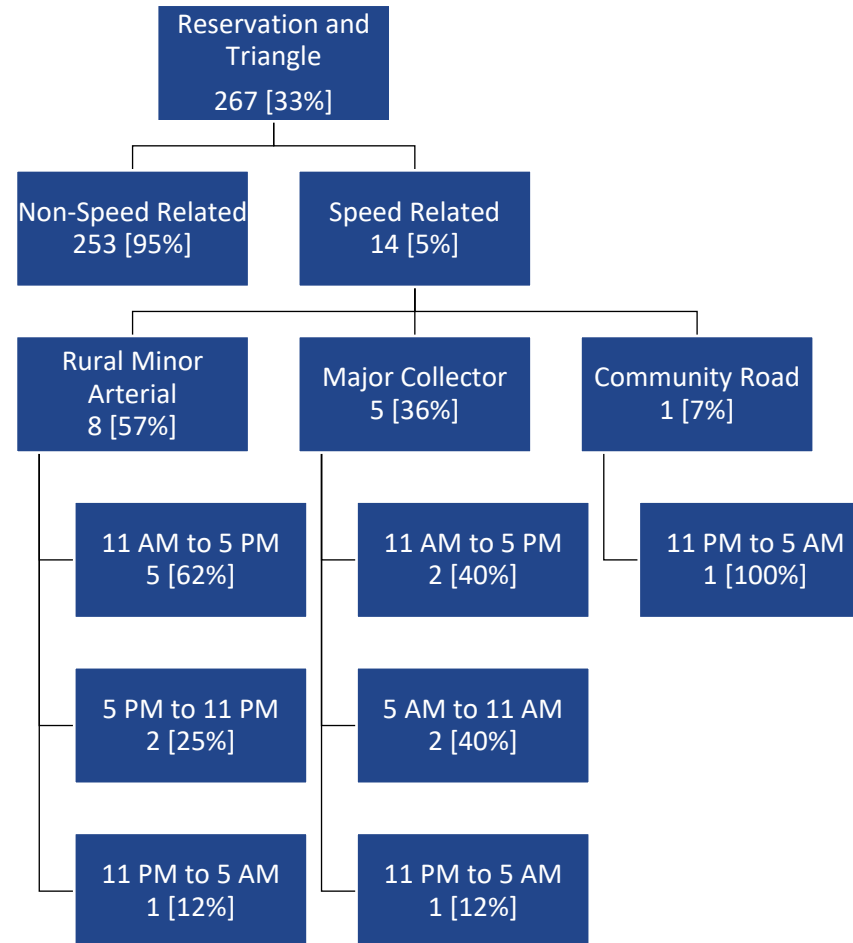 Reservation and
Triangle
267 [33%]
Non-Speed Related
253 [95%]
Speed Related
14 [5%]
Rural Minor
Arterial
8 [57%]
Major Collector
5 [36%]
Community Road
1 [7%]
11 AM to 5 PM
5 [62%]
11 AM to 5 PM
2 [40%]
11 PM to 5 AM
1 [100%]
5 PM to 11 PM
2 [25%]
5 AM to 11 AM
2 [40%]
11 PM to 5 AM
1 [12%]
11 PM to 5 AM
1 [12%]